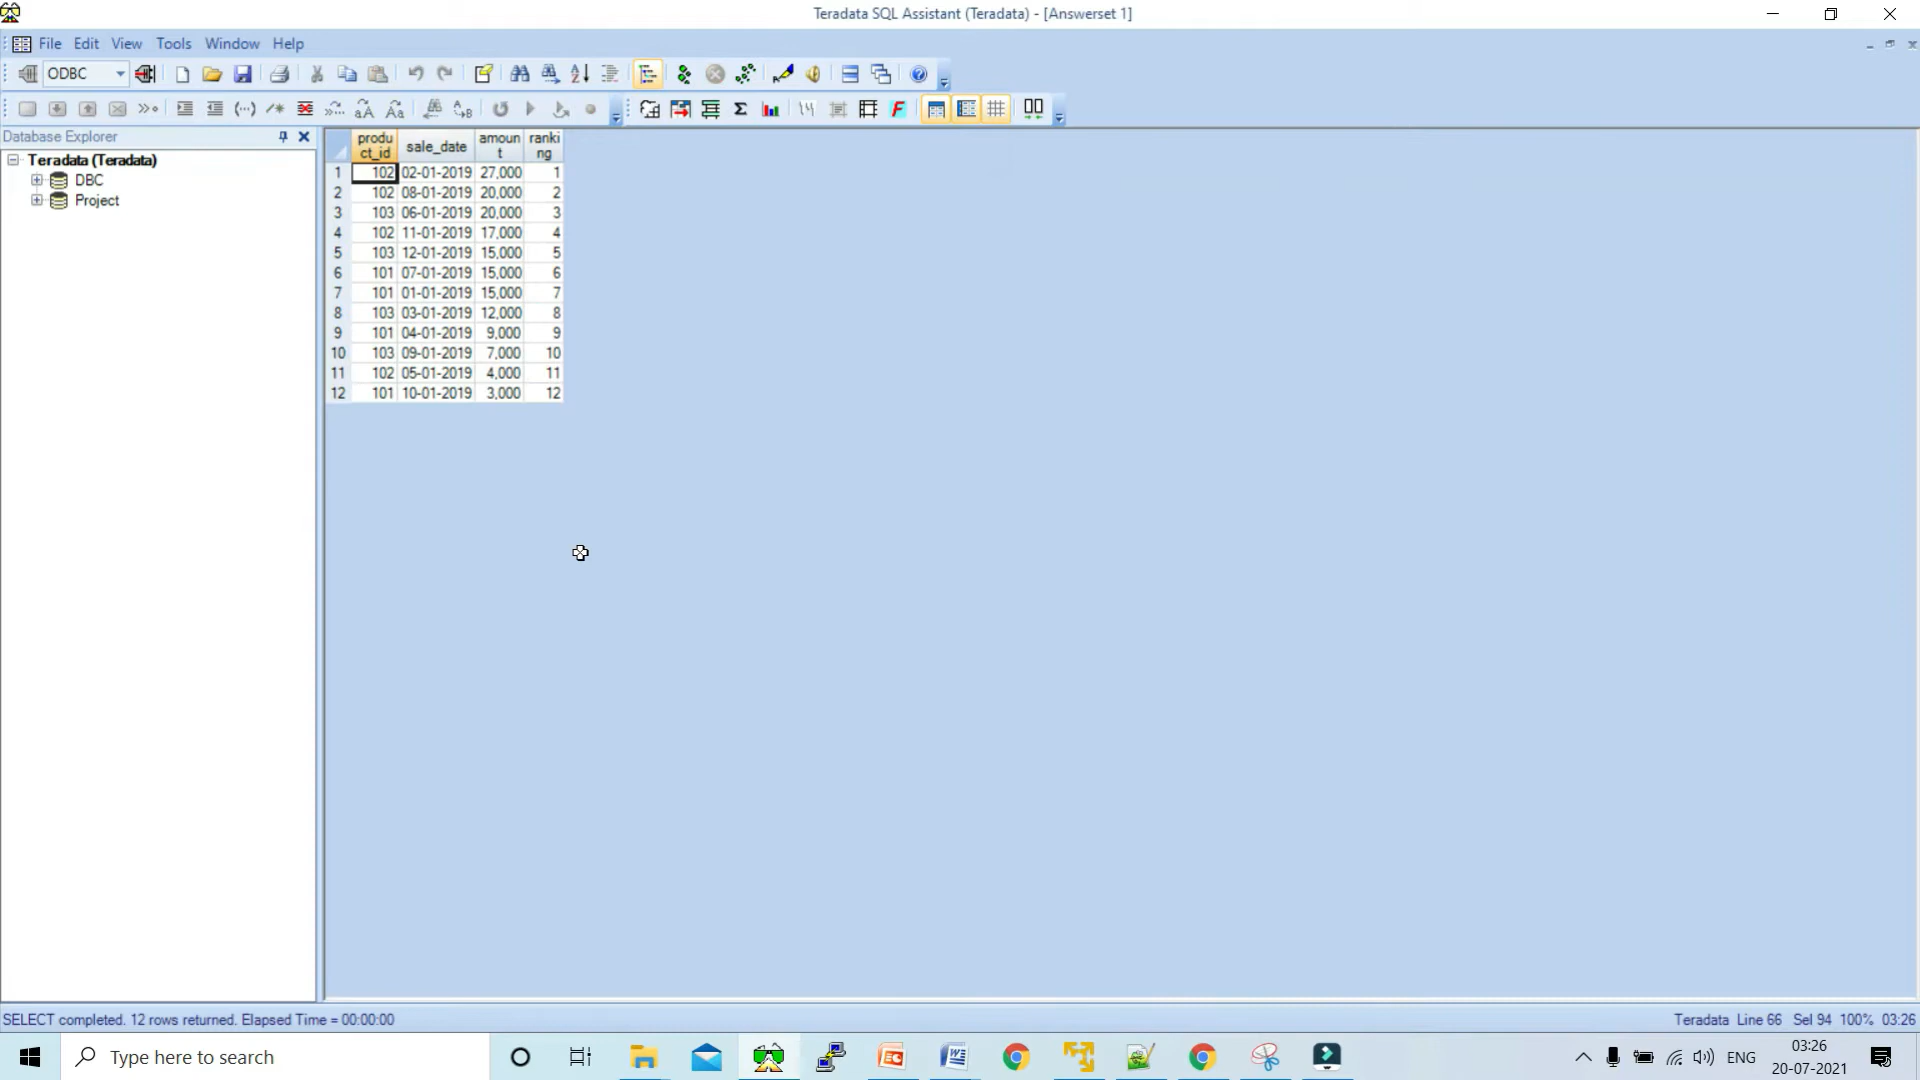 Teradata SQL Assistant (Teradata) - [Answerset 1]
File Edit View Tools Window Help
ODBC
Database Explorer
Teradata (Teradata)
DBC
Project
produ ct_id sale_date amoun t ranki ng
1 102 02-01-2019 27,000 1
2 102 08-01-2019 20,000 2
3 103 06-01-2019 20,000 3
4 102 11-01-2019 17,000 4
5 103 12-01-2019 15,000 5
6 101 07-01-2019 15,000 6
7 101 01-01-2019 15,000 7
8 103 03-01-2019 12,000 8
9 101 04-01-2019 9,000 9
10 103 09-01-2019 7,000 10
11 102 05-01-2019 4,000 11
12 101 10-01-2019 3,000 12
SELECT completed. 12 rows returned. Elapsed Time = 00:00:00
Teradata Line 66 Sel 94 100% 03:26
Type here to search
ENG
03:26
20-07-2021